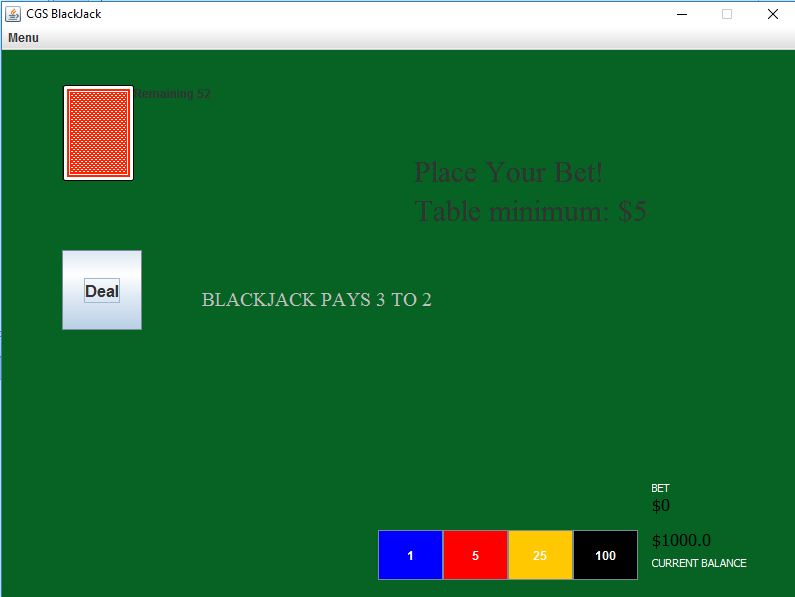 CGS BlackJack
Menu
Remaining 52
Place Your Bet!
Table minimum: $5
Deal
BLACKJACK PAYS 3 TO 2
BET
$0
1 5 25 100
$1000.0
CURRENT BALANCE